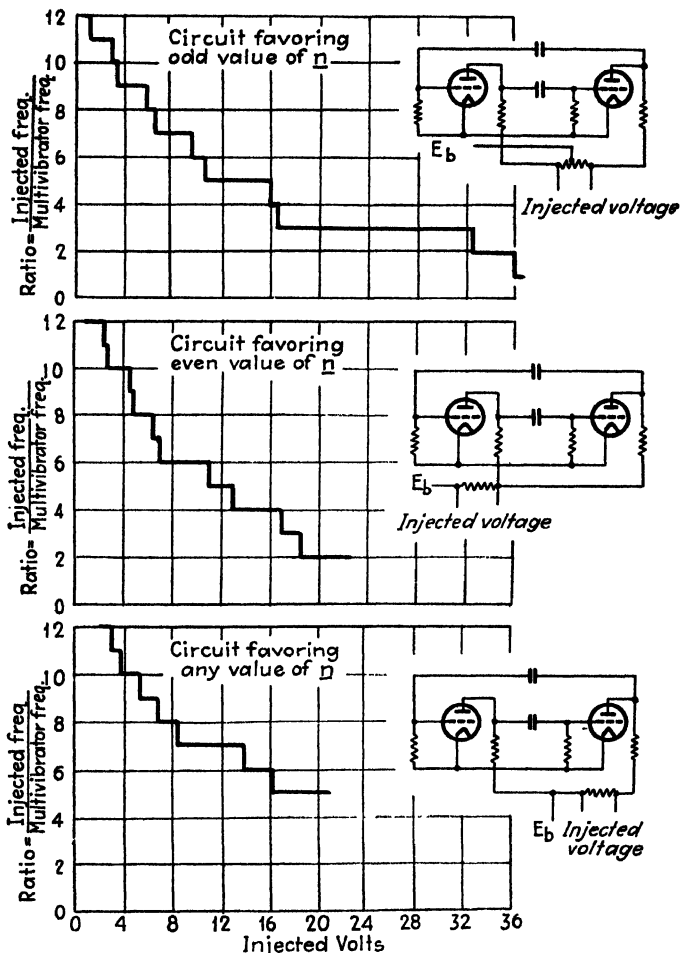 12
10
8
6
4
2
0
Ratio = Injected freq. / Multivibrator freq.
Circuit favoring
odd value of n
E_b
Injected voltage
12
10
8
6
4
2
0
Ratio = Injected freq. / Multivibrator freq.
Circuit favoring
even value of n
E_b
Injected voltage
12
10
8
6
4
2
0
Ratio = Injected freq / Multivibrator freq.
Circuit favoring
any value of n
E_b Injected
voltage
0 4 8 12 16 20 24 28 32 36
Injected Volts